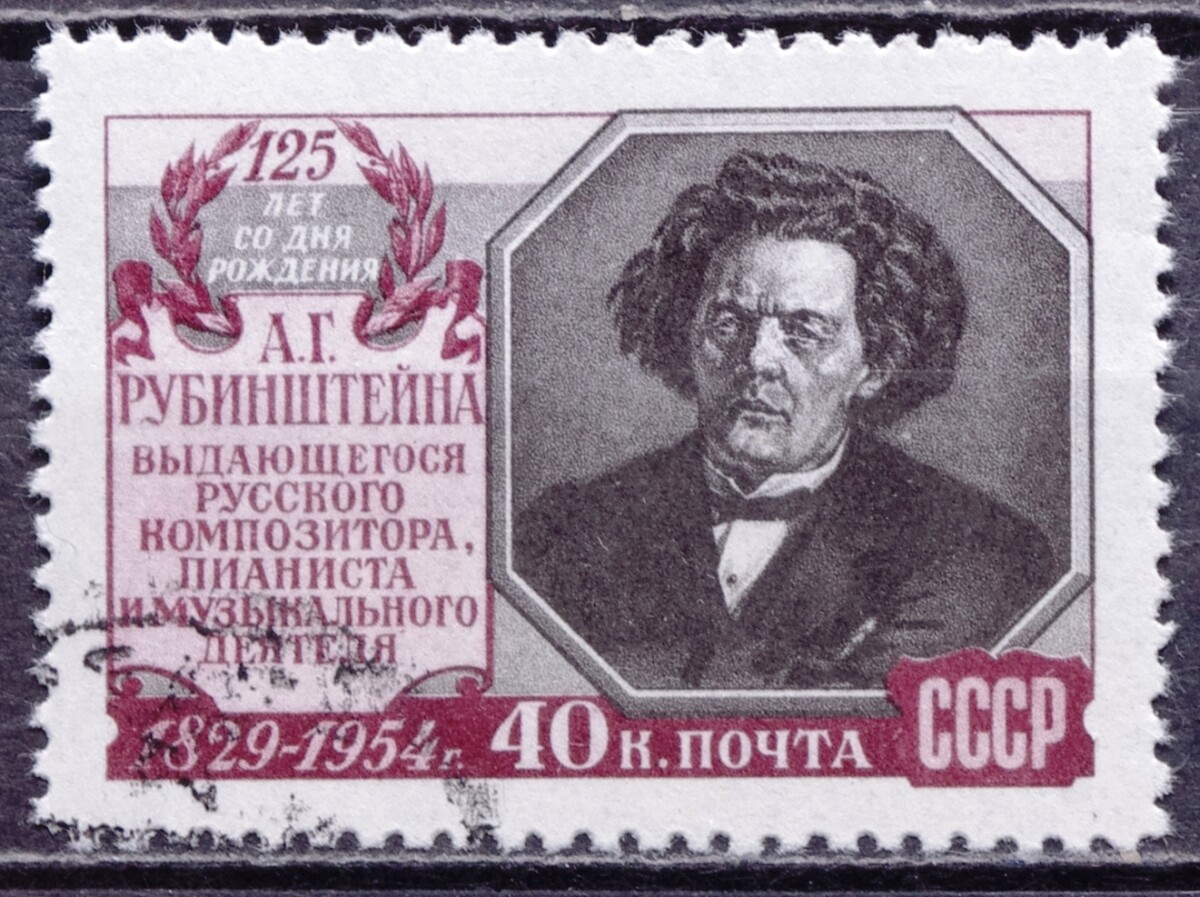 125
ЛЕТ
СО ДНЯ
РОЖДЕНИЯ
А.Г.
РУБИНШТЕЙНА
ВЫДАЮЩЕГОСЯ
РУССКОГО
КОМПОЗИТОРА,
ПИАНИСТА
И МУЗЫКАЛЬНОГО
ДЕЯТЕЛЯ
1829-1954 г.
40 К. ПОЧТА
СССР